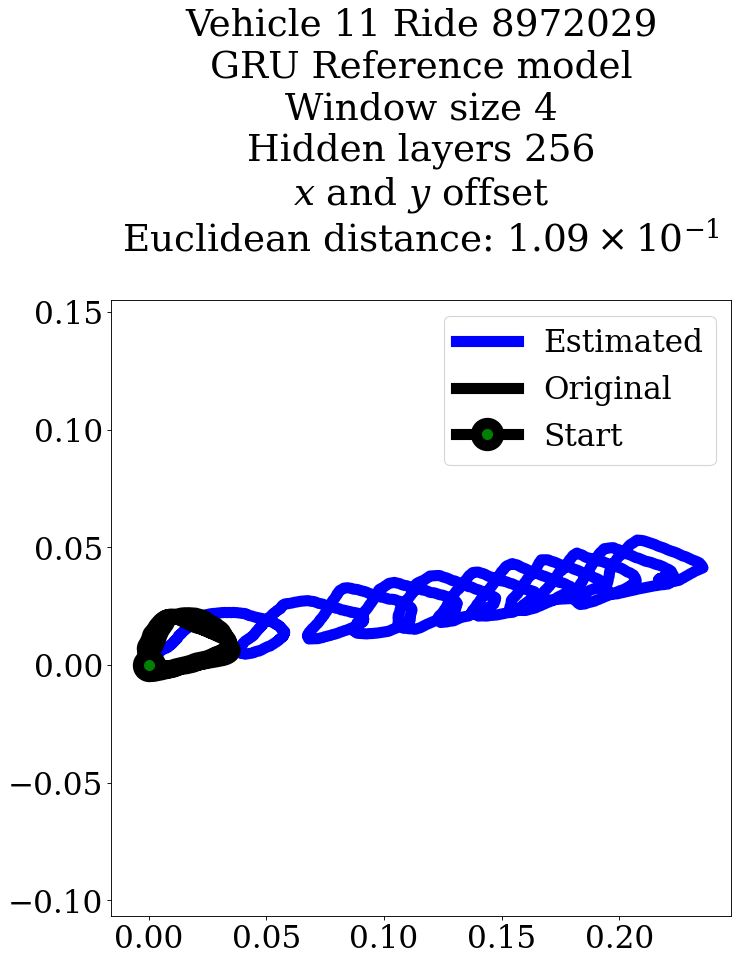 Vehicle 11 Ride 8972029
GRU Reference model
Window size 4
Hidden layers 256
x and y offset
Euclidean distance: 1.09 × 10⁻¹
Estimated
Original
Start
0.15
0.10
0.05
0.00
−0.05
−0.10
0.00 0.05 0.10 0.15 0.20